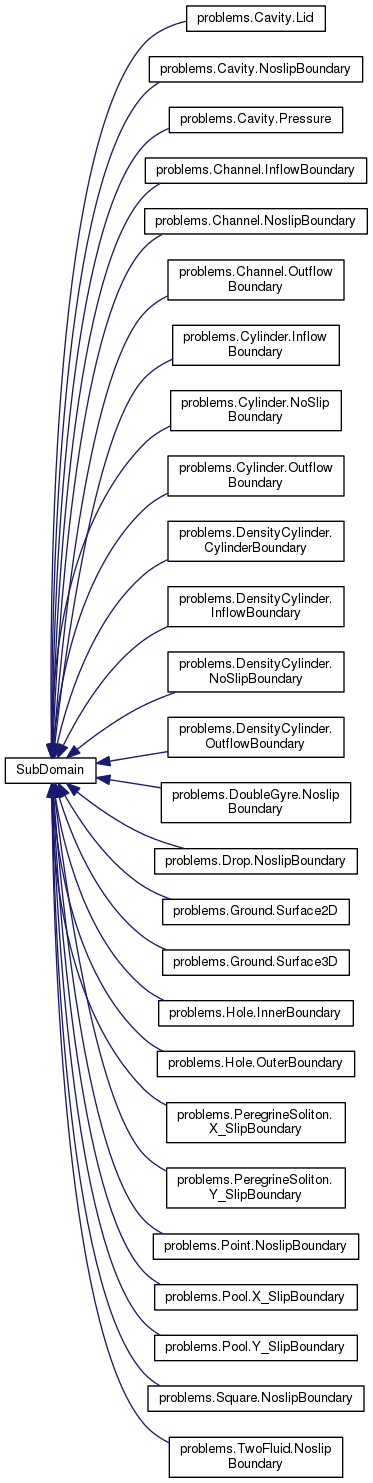 problems.Cavity.Lid
problems.Cavity.NoslipBoundary
problems.Cavity.Pressure
problems.Channel.InflowBoundary
problems.Channel.NoslipBoundary
problems.Channel.Outflow
Boundary
problems.Cylinder.Inflow
Boundary
problems.Cylinder.NoSlip
Boundary
problems.Cylinder.Outflow
Boundary
problems.DensityCylinder.
CylinderBoundary
problems.DensityCylinder.
InflowBoundary
problems.DensityCylinder.
NoSlipBoundary
problems.DensityCylinder.
OutflowBoundary
SubDomain
problems.DoubleGyre.Noslip
Boundary
problems.Drop.NoslipBoundary
problems.Ground.Surface2D
problems.Ground.Surface3D
problems.Hole.InnerBoundary
problems.Hole.OuterBoundary
problems.PeregrineSoliton.
X_SlipBoundary
problems.PeregrineSoliton.
Y_SlipBoundary
problems.Point.NoslipBoundary
problems.Pool.X_SlipBoundary
problems.Pool.Y_SlipBoundary
problems.Square.NoslipBoundary
problems.TwoFluid.Noslip
Boundary